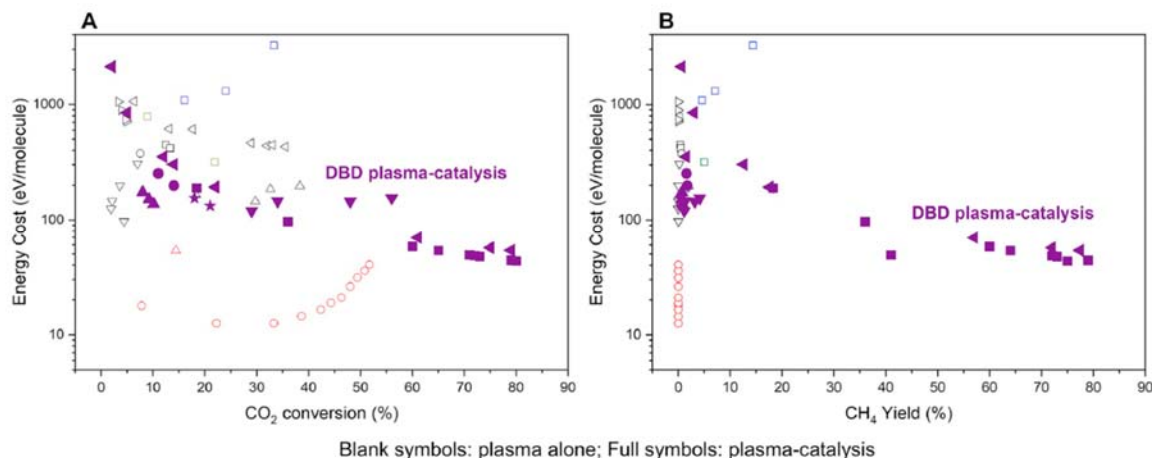 A
B
Energy Cost (eV/molecule)
1000
100
10
DBD plasma-catalysis
0 10 20 30 40 50 60 70 80 90
CO₂ conversion (%)
Energy Cost (eV/molecule)
1000
100
10
DBD plasma-catalysis
0 10 20 30 40 50 60 70 80 90
CH₄ Yield (%)
Blank symbols: plasma alone; Full symbols: plasma-catalysis